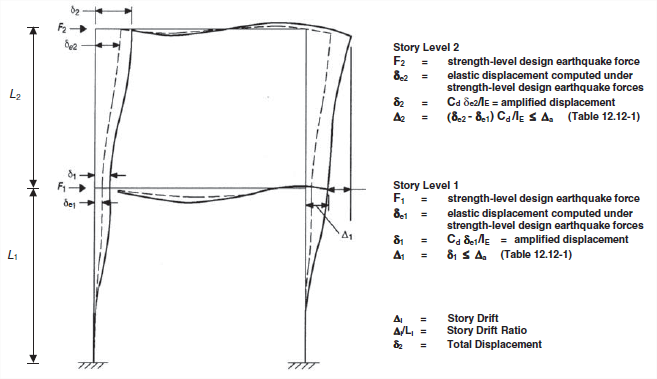 δ2
F2
δe2
L2
δ1
F1
δe1
Δ1
L1
Story Level 2
F2 = strength-level design earthquake force
δe2 = elastic displacement computed under
strength-level design earthquake forces
δ2 = Cd δe2/IE = amplified displacement
Δ2 = (δe2 - δe1) Cd/IE ≤ Δa (Table 12.12-1)
Story Level 1
F1 = strength-level design earthquake force
δe1 = elastic displacement computed under
strength-level design earthquake forces
δ1 = Cd δe1/IE = amplified displacement
Δ1 = δ1 ≤ Δa (Table 12.12-1)
Δi = Story Drift
Δi/Li = Story Drift Ratio
δ2 = Total Displacement